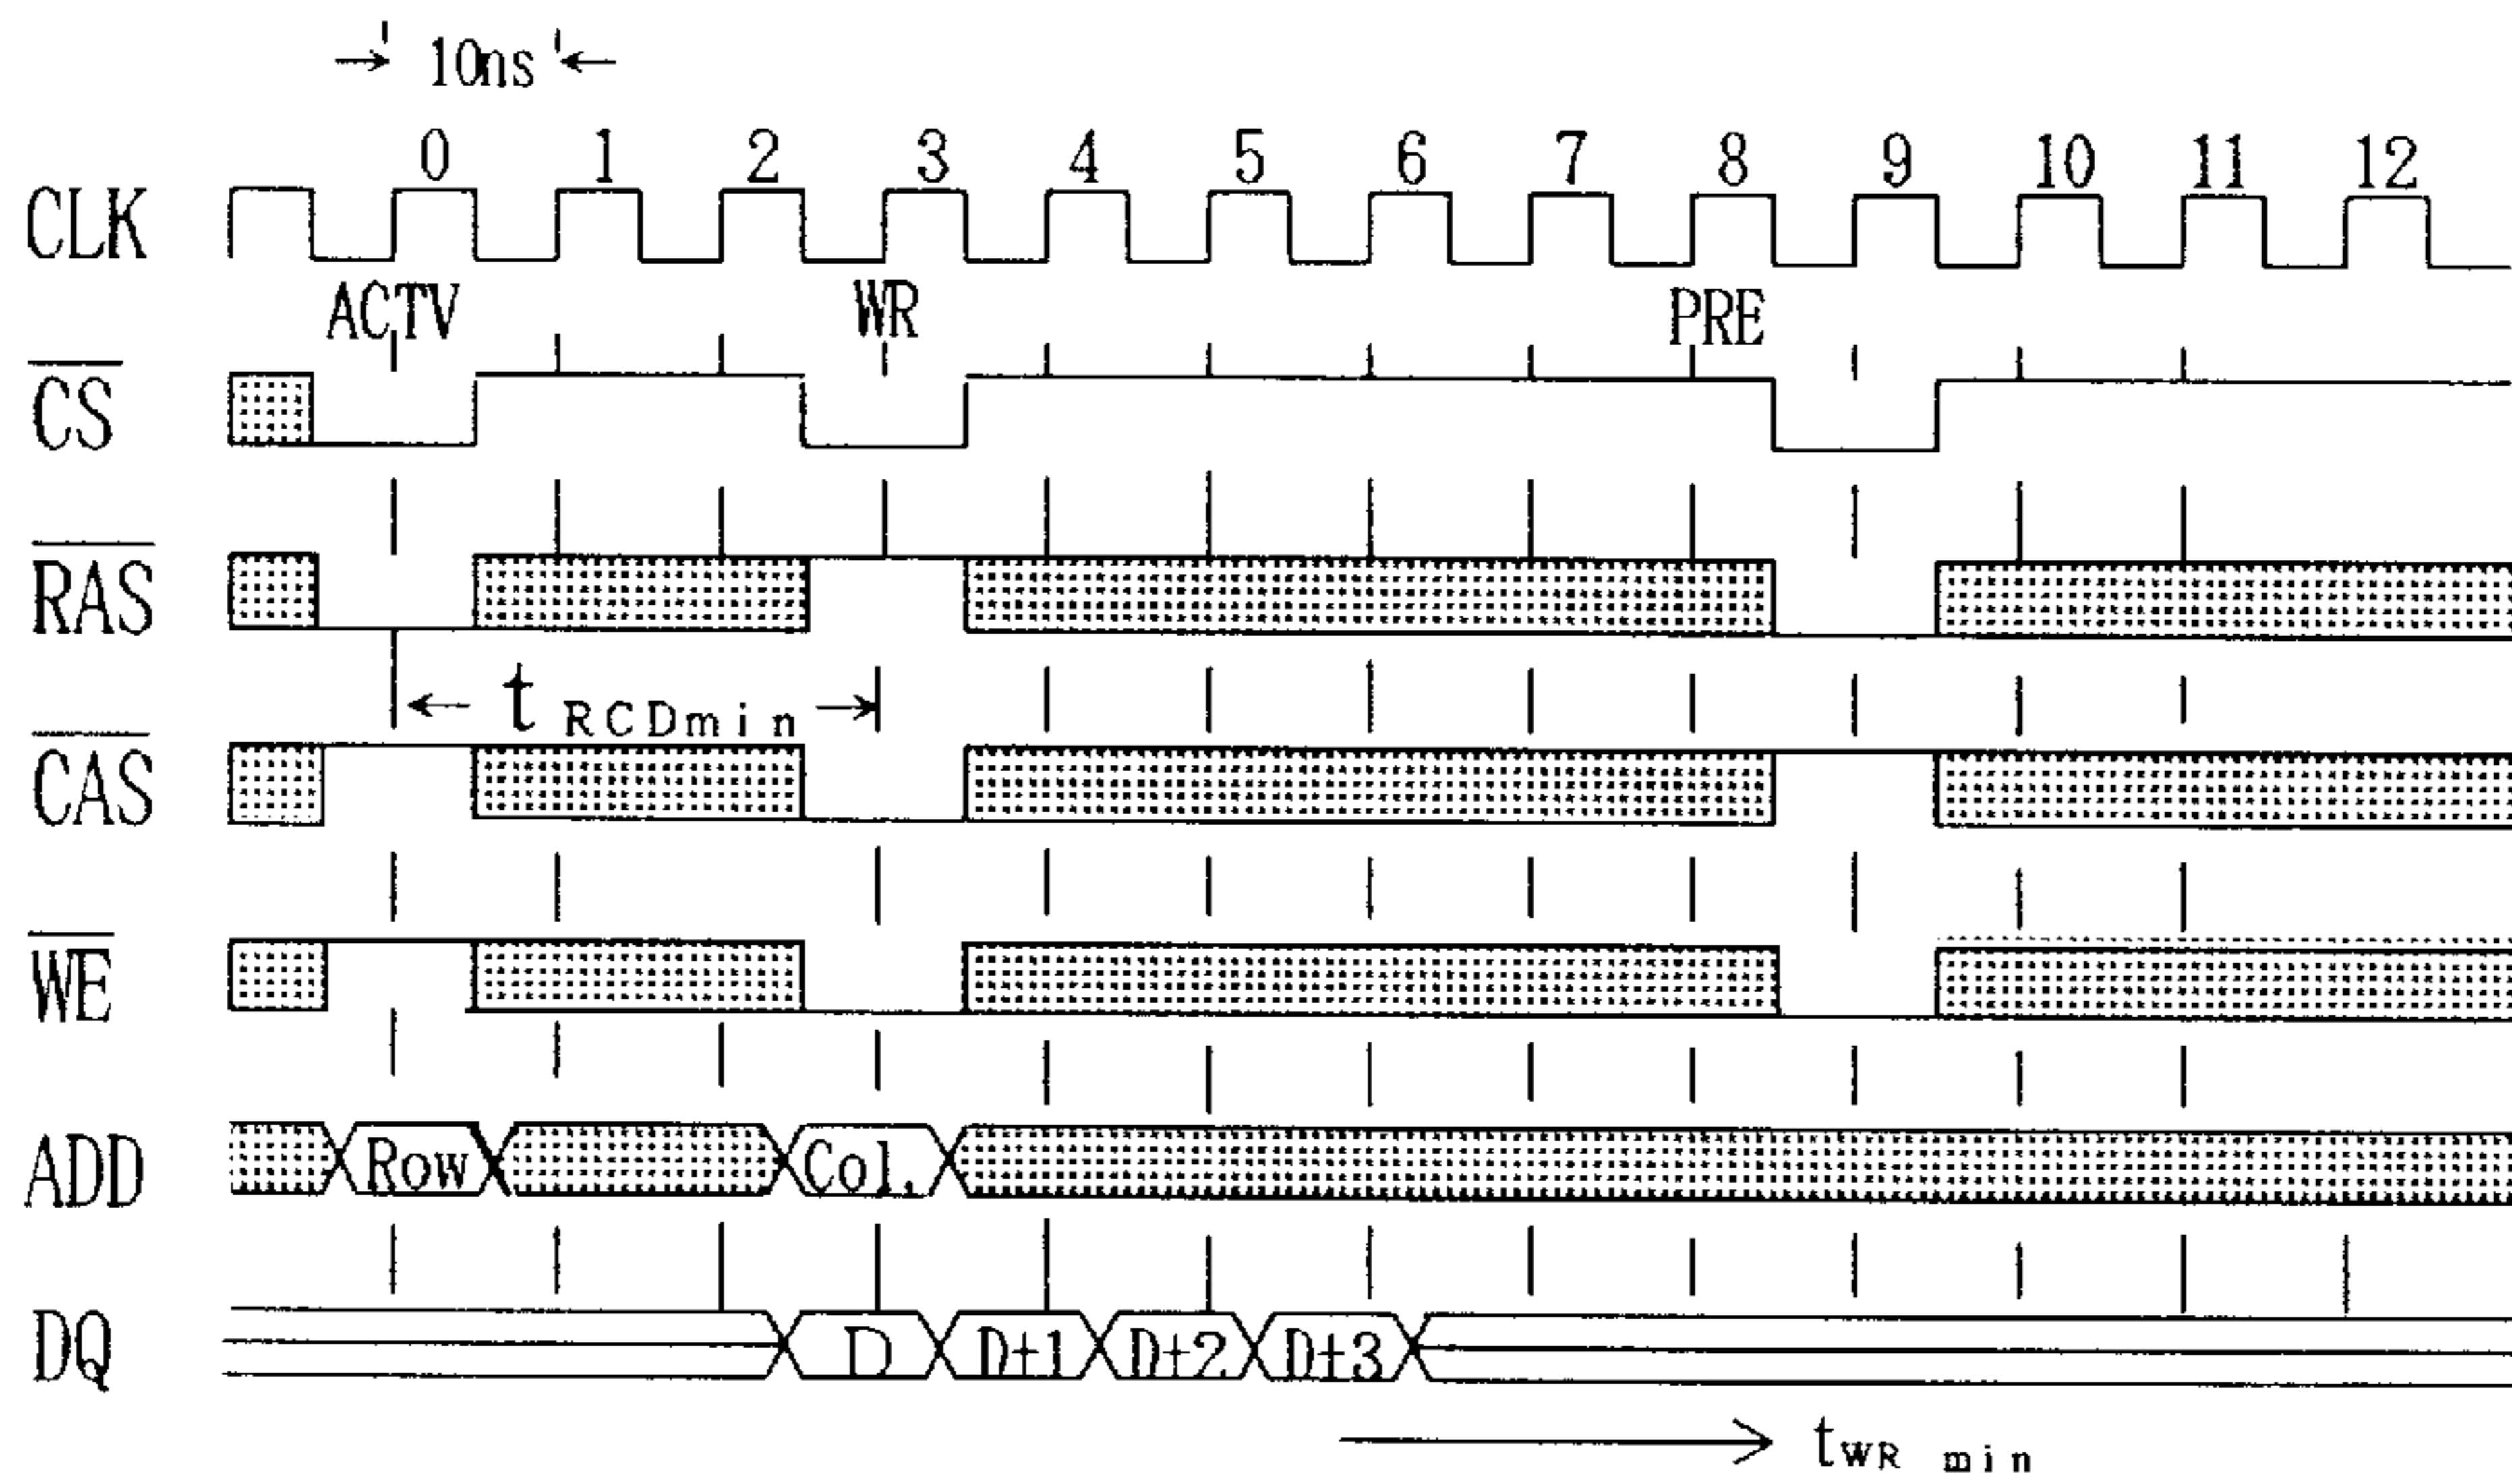 10ns
0 1 2 3 4 5 6 7 8 9 10 11 12
CLK
ACTV WR PRE
CS
RAS
tRCDmin
CAS
WE
ADD Row Col.
DQ D D+1 D+2 D+3
tWR min